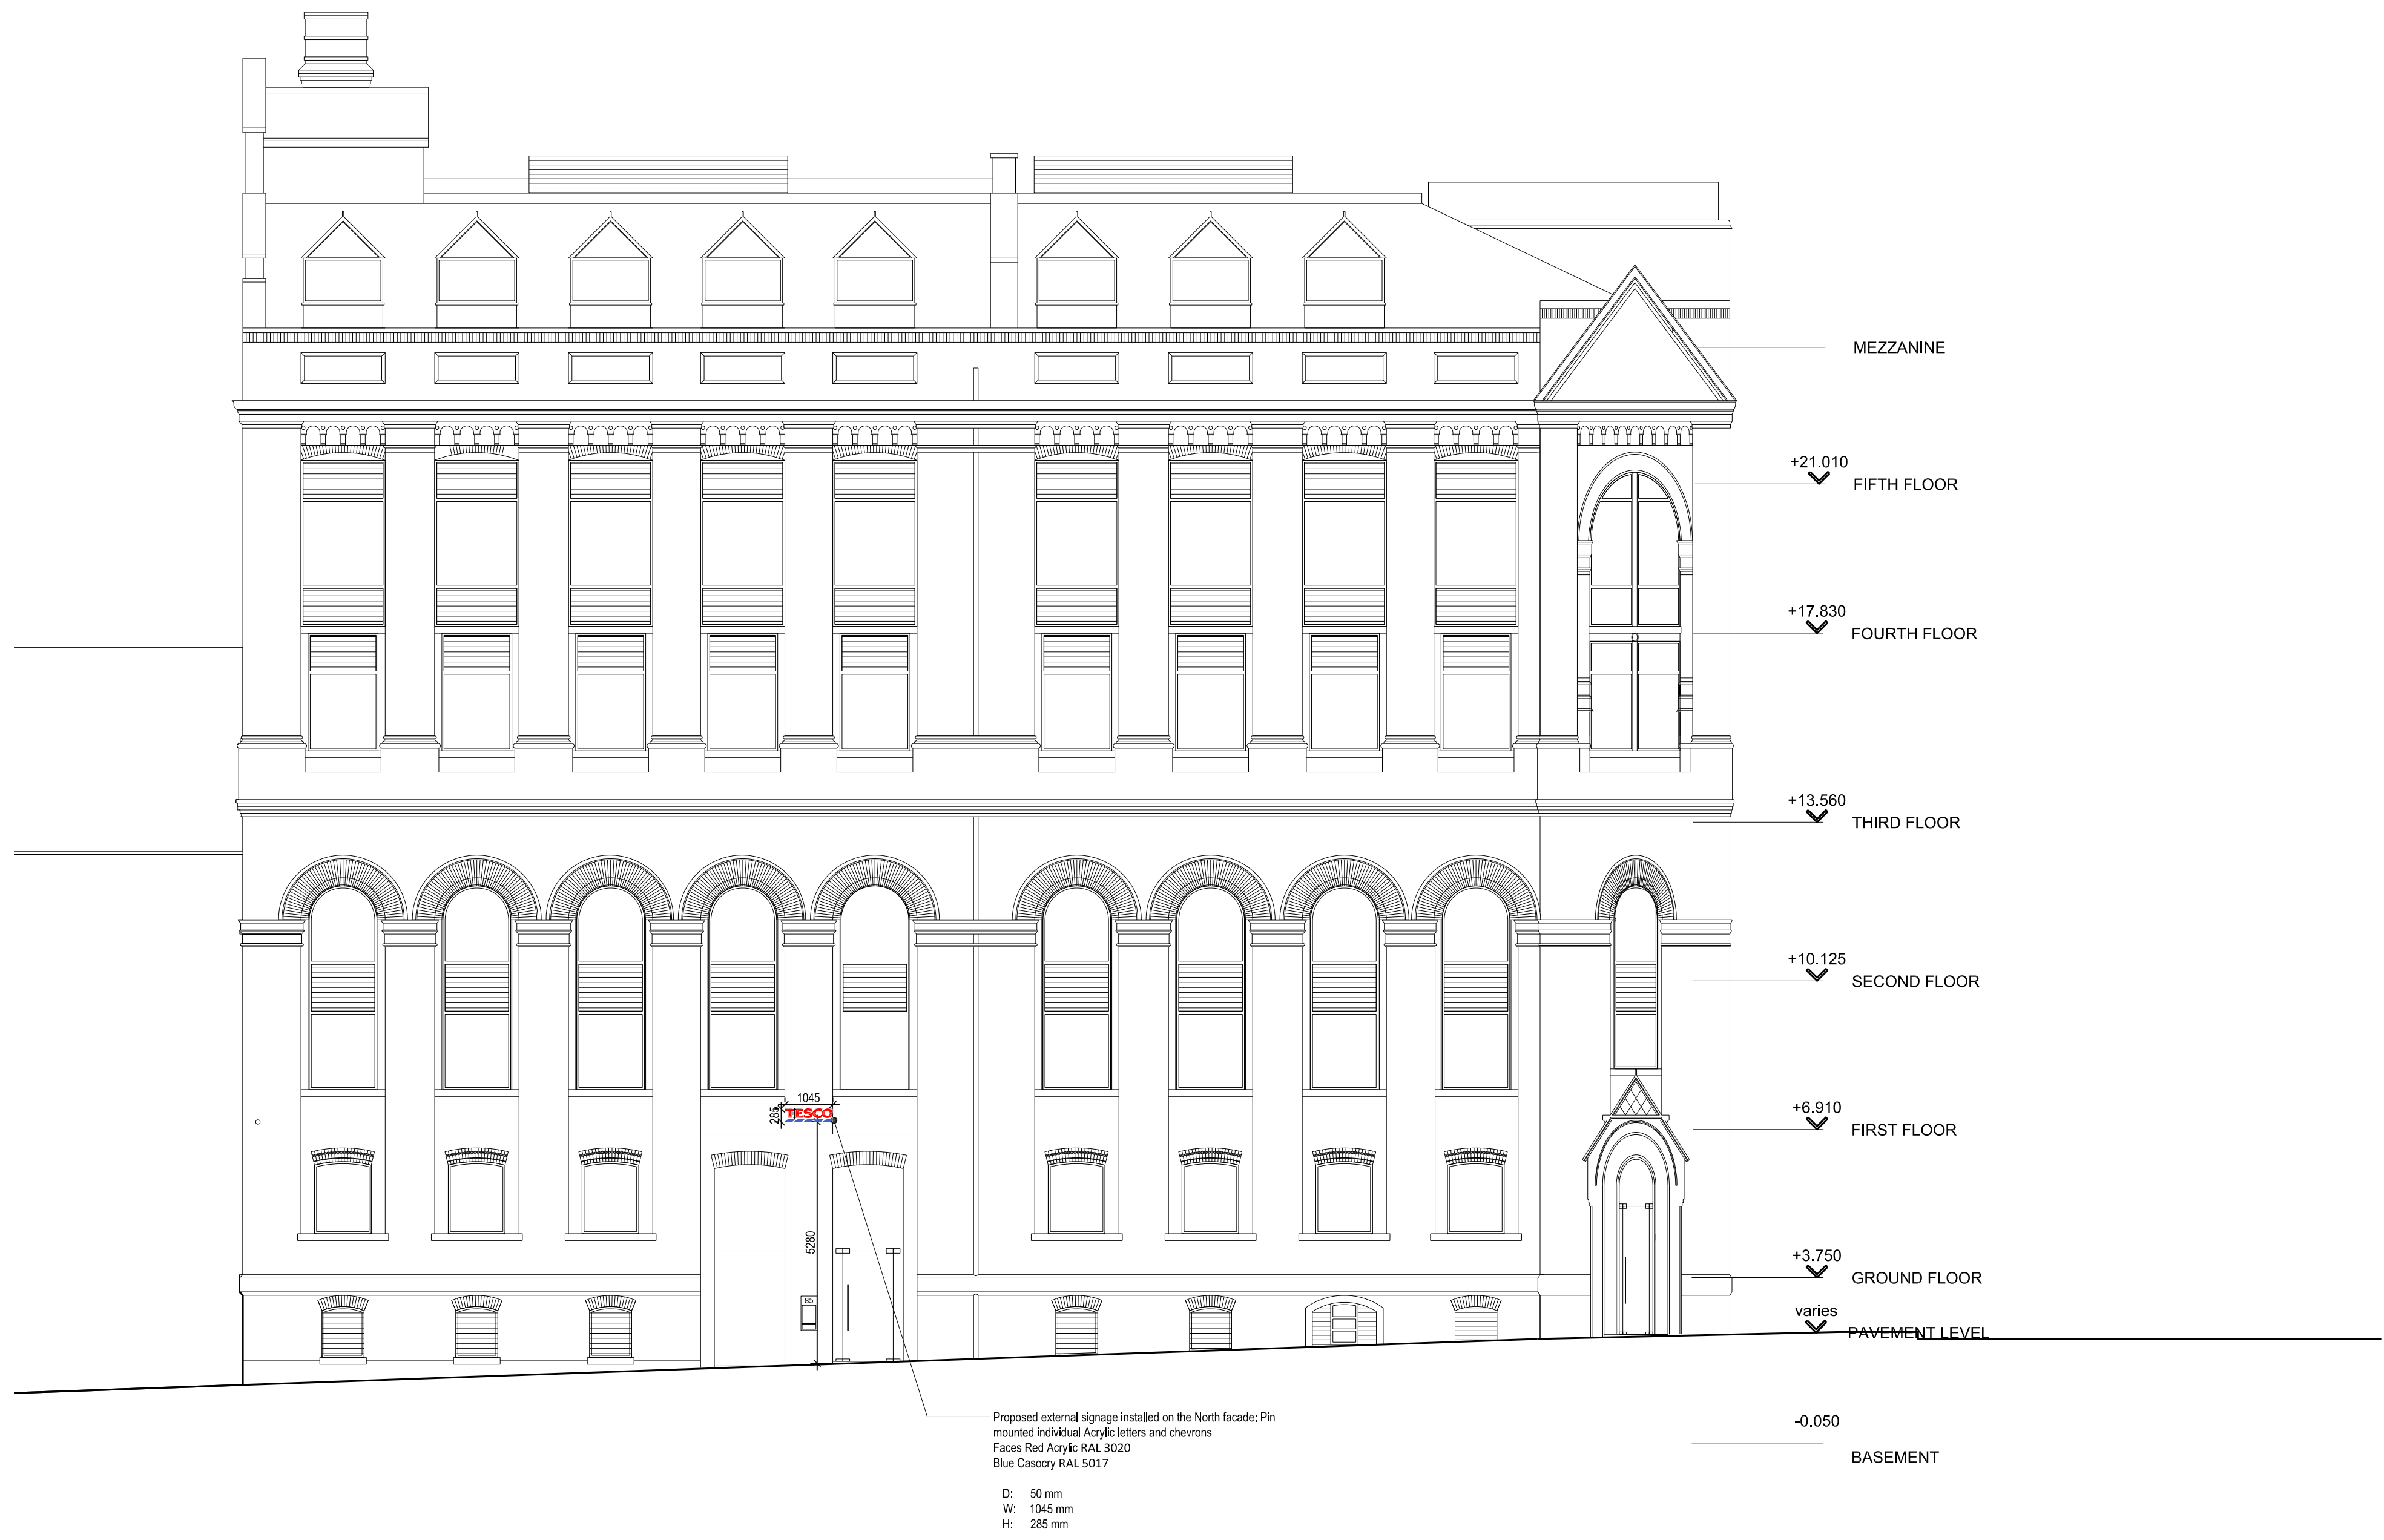 MEZZANINE
+21.010
FIFTH FLOOR
+17.830
FOURTH FLOOR
+13.560
THIRD FLOOR
+10.125
SECOND FLOOR
1045
285
TESCO
+6.910
FIRST FLOOR
5280
+3.750
GROUND FLOOR
85
varies
PAVEMENT LEVEL
Proposed external signage installed on the North facade: Pin
mounted individual Acrylic letters and chevrons
Faces Red Acrylic RAL 3020
Blue Casocry RAL 5017
-0.050
BASEMENT
D: 50 mm
W: 1045 mm
H: 285 mm